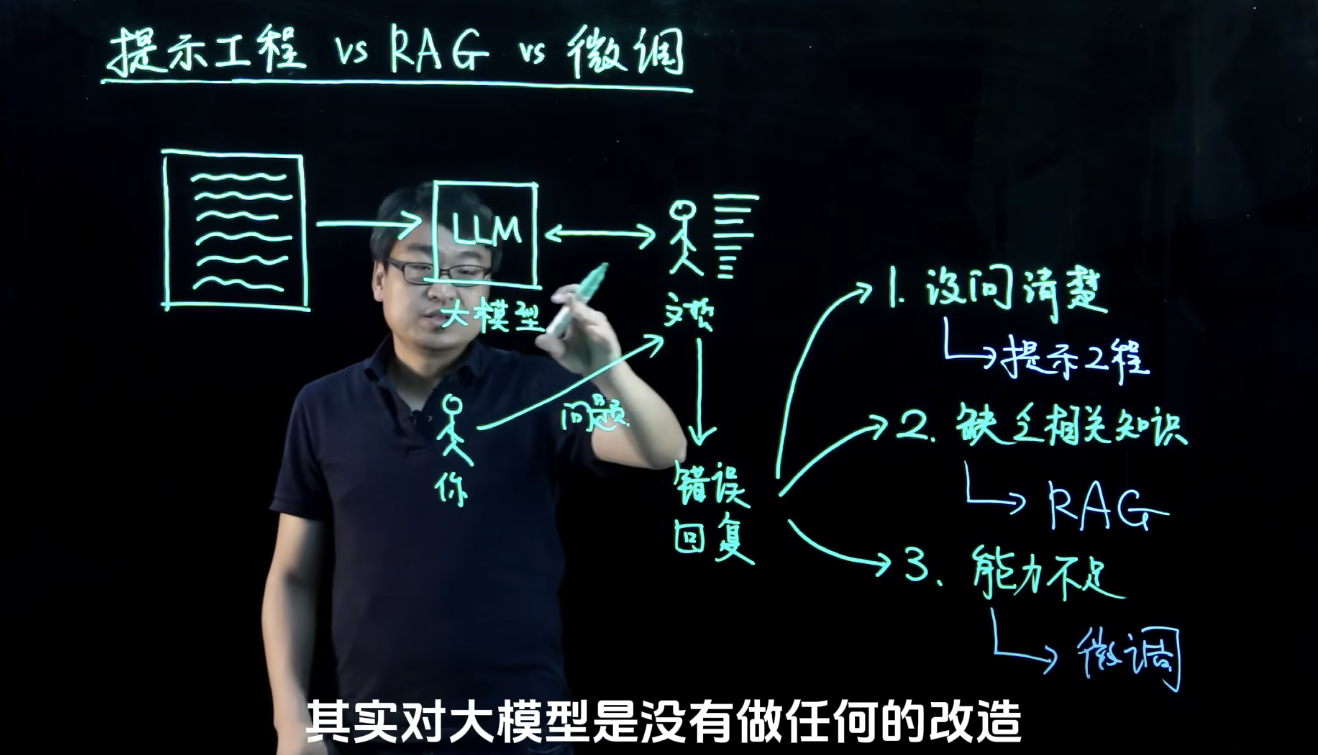 提示工程 vs RAG vs 微调
LLM
大模型
文哲
问题
你
错误
回复
1. 没问清楚
提示工程
2. 缺乏相关知识
RAG
3. 能力不足
微调
其实对大模型是没有做任何的改造